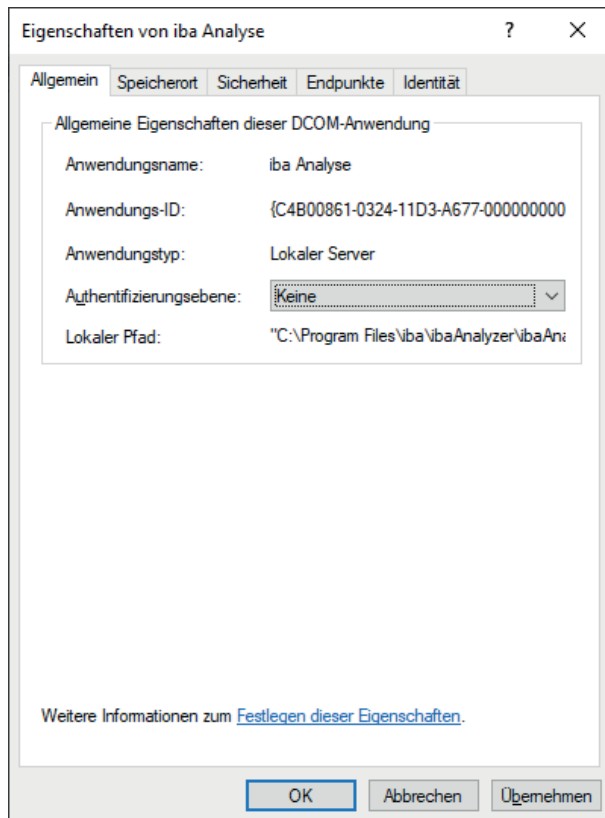 Eigenschaften von iba Analyse ?
Allgemein Speicherort Sicherheit Endpunkte Identität
Allgemeine Eigenschaften dieser DCOM-Anwendung
Anwendungsname: iba Analyse
Anwendungs-ID: {C4B00861-0324-11D3-A677-000000000
Anwendungstyp: Lokaler Server
Authentifizierungsebene: Keine
Lokaler Pfad: "C:\Program Files\iba\ibaAnalyzer\ibaAna
Weitere Informationen zum Festlegen dieser Eigenschaften.
OK Abbrechen Übernehmen